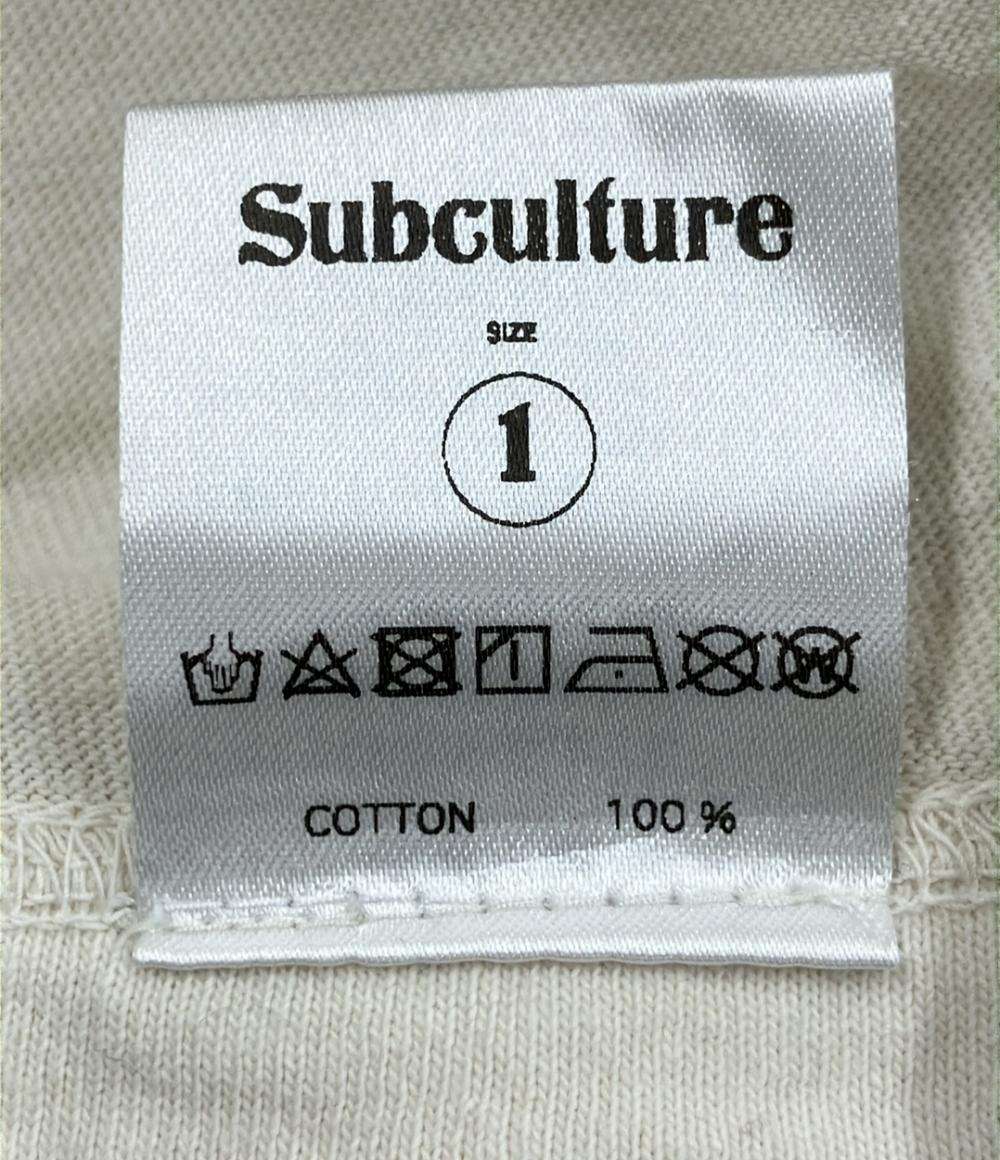 Subculture
SIZE
1
W
COTTON 100 %